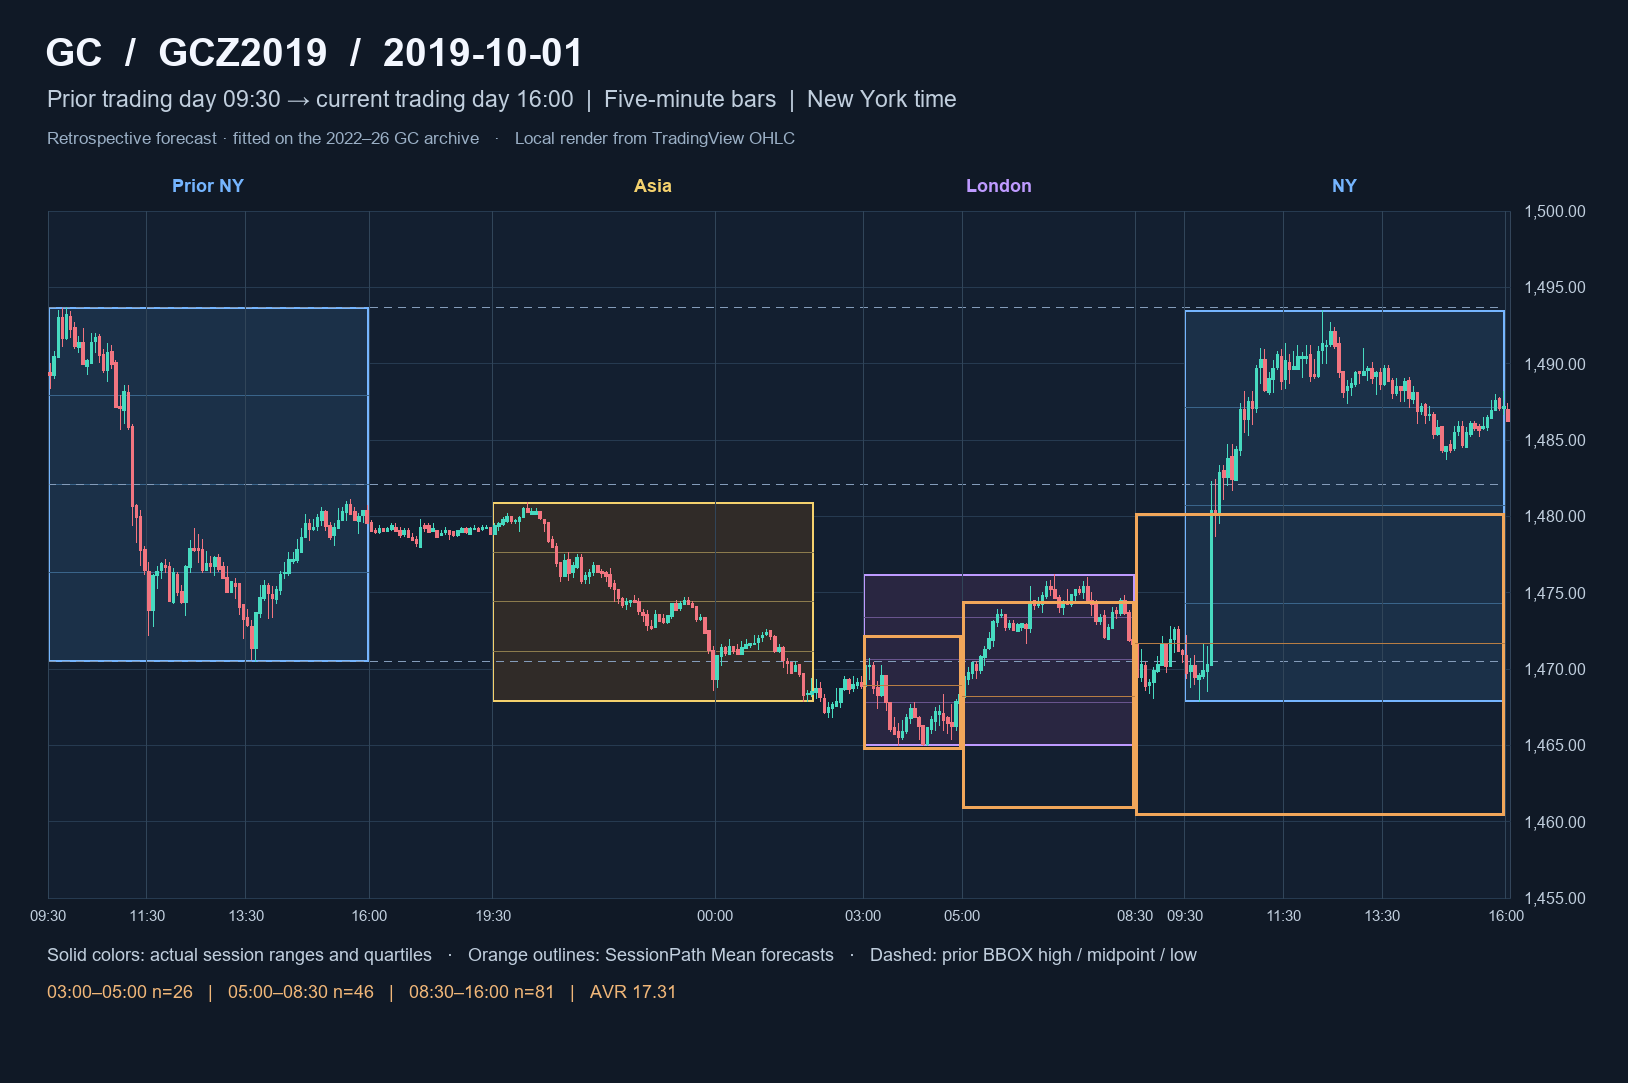 GC / GCZ2019 / 2019-10-01
Prior trading day 09:30 → current trading day 16:00 | Five-minute bars | New York time
Retrospective forecast · fitted on the 2022–26 GC archive · Local render from TradingView OHLC
Prior NY Asia London NY
1,500.00
1,495.00
1,490.00
1,485.00
1,480.00
1,475.00
1,470.00
1,465.00
1,460.00
1,455.00
09:30 11:30 13:30 16:00 19:30 00:00 03:00 05:00 08:30 09:30 11:30 13:30 16:00
Solid colors: actual session ranges and quartiles · Orange outlines: SessionPath Mean forecasts · Dashed: prior BBOX high / midpoint / low
03:00–05:00 n=26 | 05:00–08:30 n=46 | 08:30–16:00 n=81 | AVR 17.31